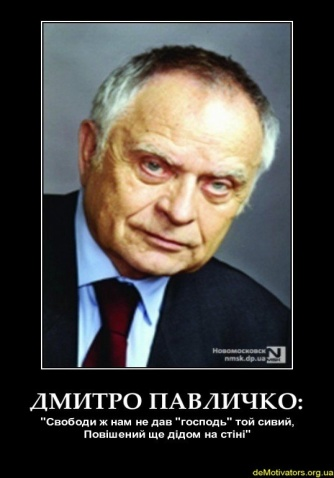 Новомосковск
nmsk.dp.ua
N
ДМИТРО ПАВЛИЧКО:
"Свободи ж нам не дав "господь" той сивий,
Повішений ще дідом на стіні"
deMotivators.org.ua